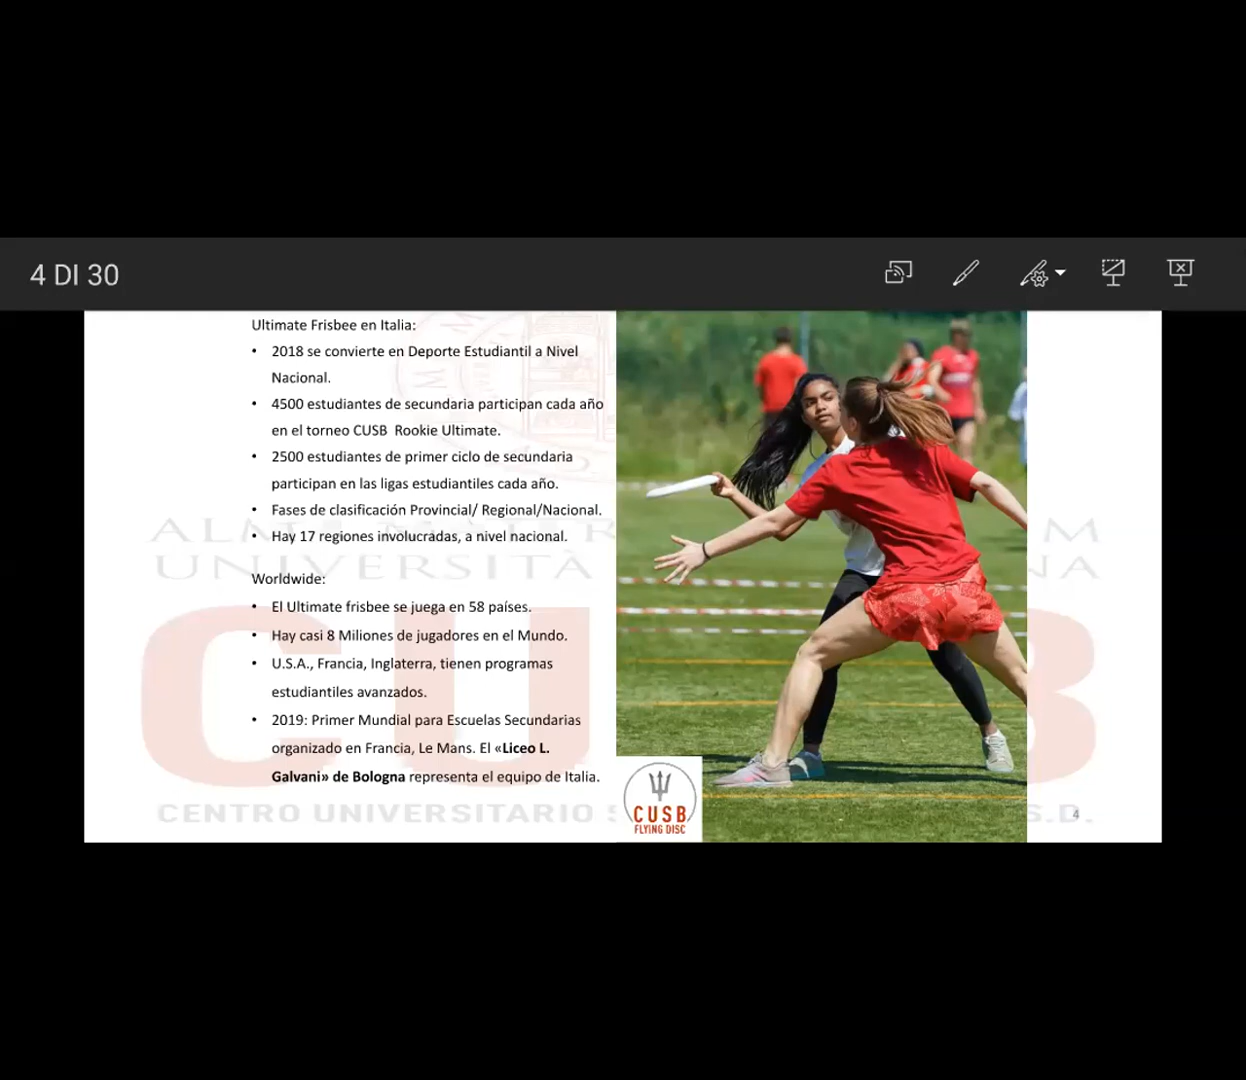 4 DI 30
Ultimate Frisbee en Italia:
• 2018 se convierte en Deporte Estudiantil a Nivel
Nacional.
• 4500 estudiantes de secundaria participan cada año
en el torneo CUSB Rookie Ultimate.
• 2500 estudiantes de primer ciclo de secundaria
participan en las ligas estudiantiles cada año.
• Fases de clasificación Provincial/ Regional/Nacional.
• Hay 17 regiones involucradas, a nivel nacional.
UNIVERSITÀ
Worldwide:
• El Ultimate frisbee se juega en 58 países.
• Hay casi 8 Miliones de jugadores en el Mundo.
• U.S.A., Francia, Inglaterra, tienen programas
estudiantiles avanzados.
• 2019: Primer Mundial para Escuelas Secundarias
organizado en Francia, Le Mans. El «Liceo L.
Galvani» de Bologna representa el equipo de Italia.
CENTRO UNIVERSITARIO S.D.
CUSB
FLYING DISC
4